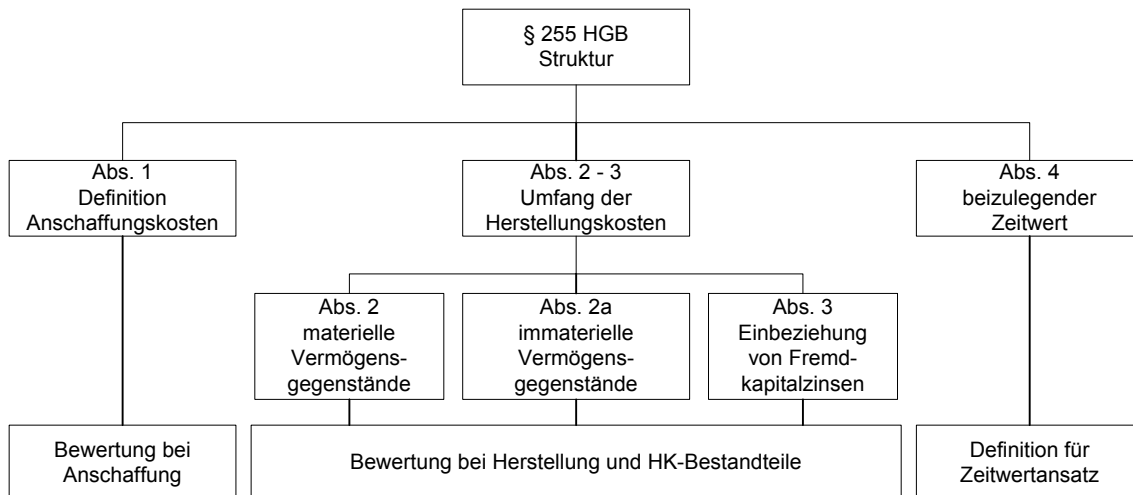 § 255 HGB
Struktur
Abs. 1
Definition
Anschaffungskosten
Abs. 2 - 3
Umfang der
Herstellungskosten
Abs. 4
beizulegender
Zeitwert
Abs. 2
materielle
Vermögens-
gegenstände
Abs. 2a
immaterielle
Vermögens-
gegenstände
Abs. 3
Einbeziehung
von Fremd-
kapitalzinsen
Bewertung bei
Anschaffung
Bewertung bei Herstellung und HK-Bestandteile
Definition für
Zeitwertansatz